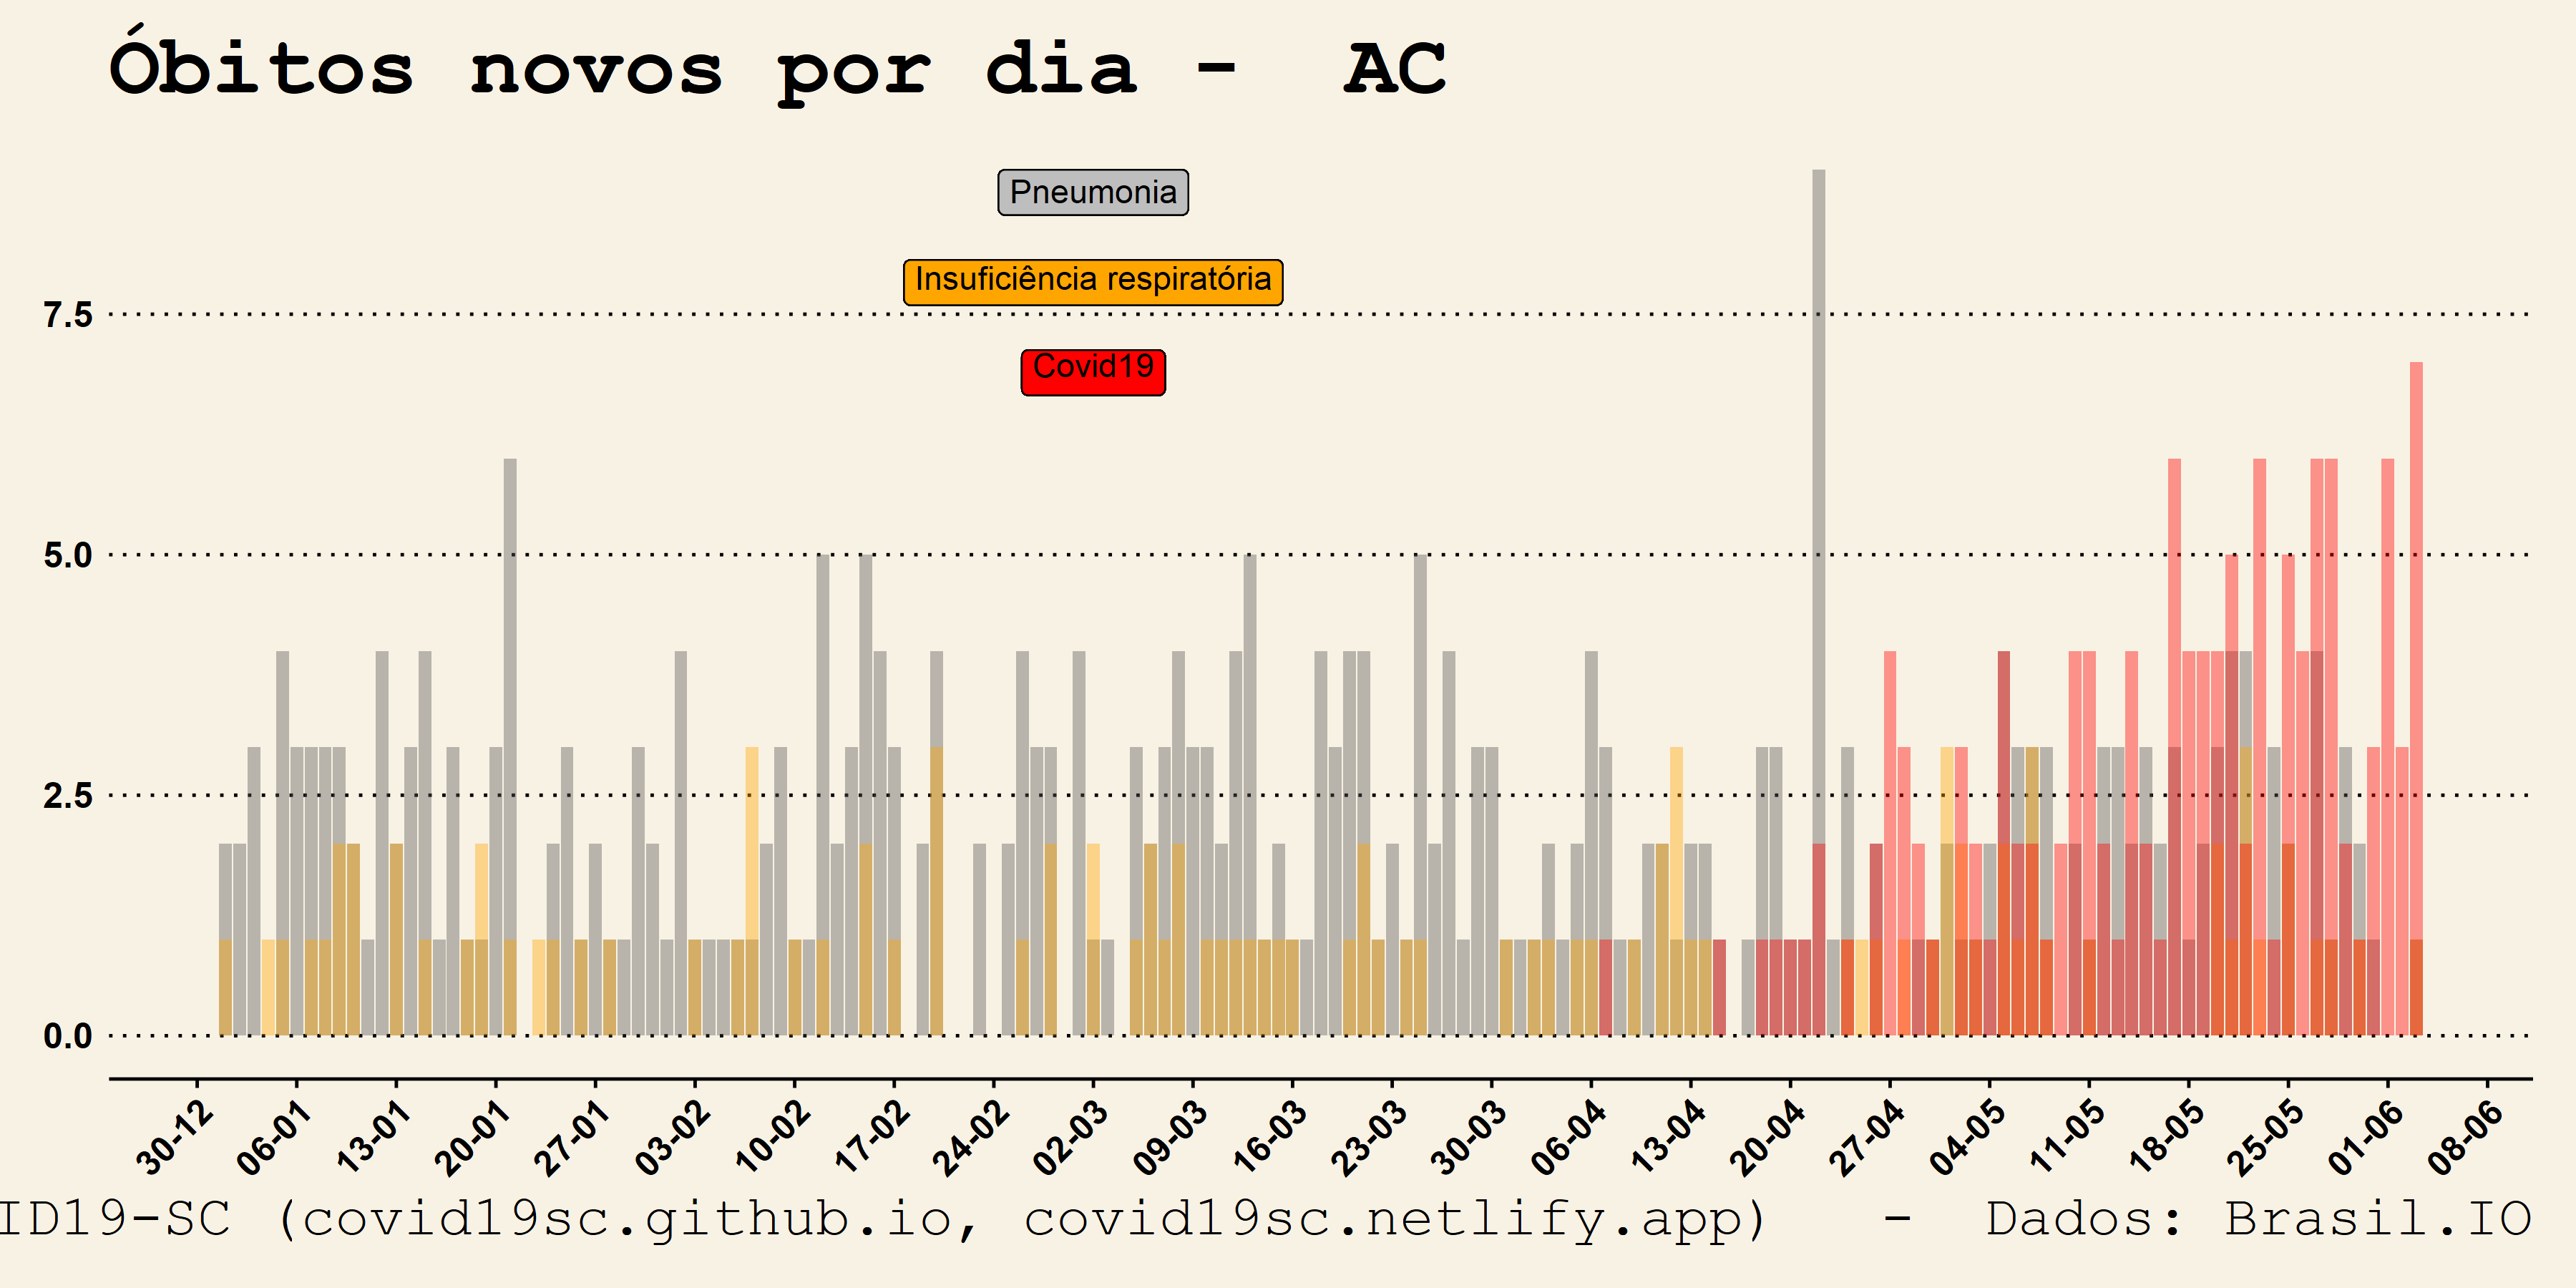 Óbitos novos por dia - AC
Pneumonia
Insuficiência respiratória
Covid19
7.5
5.0
2.5
0.0
30-12 06-01 13-01 20-01 27-01 03-02 10-02 17-02 24-02 02-03 09-03 16-03 23-03 30-03 06-04 13-04 20-04 27-04 04-05 11-05 18-05 25-05 01-06 08-06
ID19-SC (covid19sc.github.io, covid19sc.netlify.app) - Dados: Brasil.IO